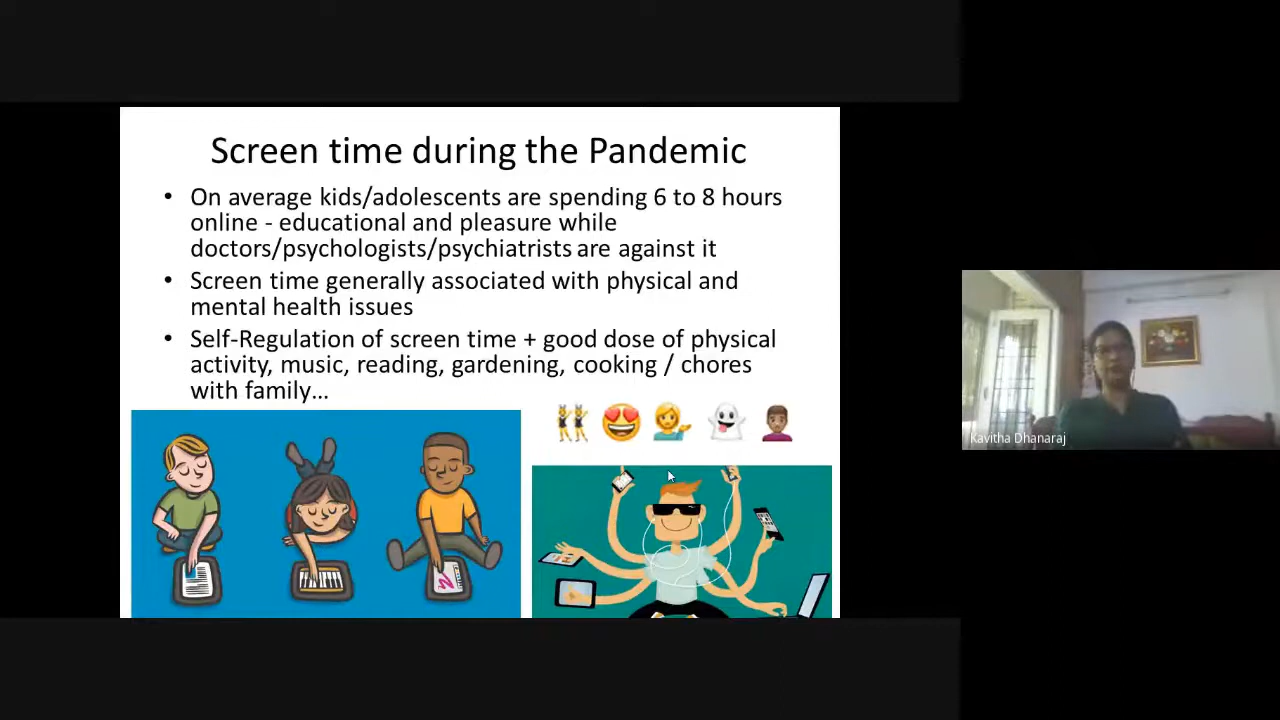 Screen time during the Pandemic
• On average kids/adolescents are spending 6 to 8 hours
online - educational and pleasure while
doctors/psychologists/psychiatrists are against it
• Screen time generally associated with physical and
mental health issues
• Self-Regulation of screen time + good dose of physical
activity, music, reading, gardening, cooking / chores
with family...
Kavitha Dhanaraj